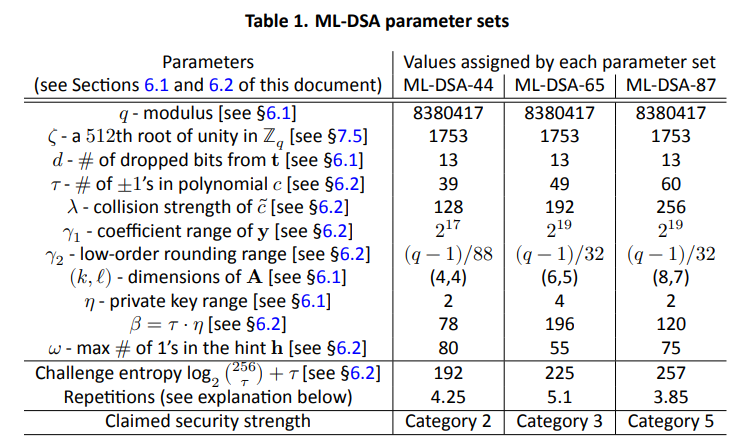 Table 1. ML-DSA parameter sets
Parameters Values assigned by each parameter set
(see Sections 6.1 and 6.2 of this document) ML-DSA-44 ML-DSA-65 ML-DSA-87
q - modulus [see §6.1] 8380417 8380417 8380417
ζ - a 512th root of unity in ℤq [see §7.5] 1753 1753 1753
d - # of dropped bits from t [see §6.1] 13 13 13
τ - # of ±1's in polynomial c [see §6.2] 39 49 60
λ - collision strength of c̃ [see §6.2] 128 192 256
γ₁ - coefficient range of y [see §6.2] 2¹⁷ 2¹⁹ 2¹⁹
γ₂ - low-order rounding range [see §6.2] (q − 1)/88 (q − 1)/32 (q − 1)/32
(k, ℓ) - dimensions of A [see §6.1] (4,4) (6,5) (8,7)
η - private key range [see §6.1] 2 4 2
β = τ · η [see §6.2] 78 196 120
ω - max # of 1's in the hint h [see §6.2] 80 55 75
Challenge entropy log₂ (256 τ) + τ [see §6.2] 192 225 257
Repetitions (see explanation below) 4.25 5.1 3.85
Claimed security strength Category 2 Category 3 Category 5